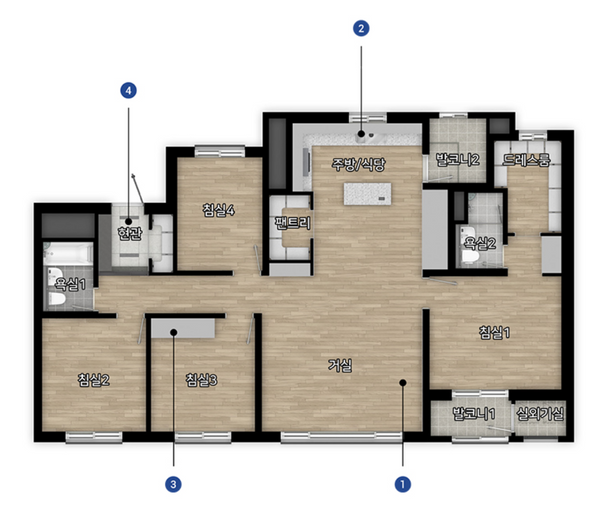 2
4
주방/식당
발코니2
드레스룸
침실4
팬트리
현관
욕실2
욕실1
침실1
거실
침실2
침실3
발코니1
실외기실
3
1